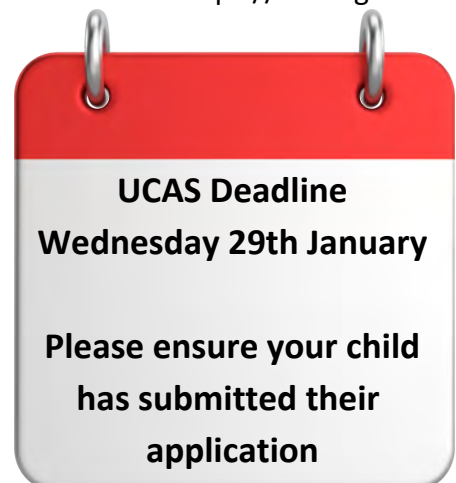 UCAS Deadline
Wednesday 29th January
Please ensure your child
has submitted their
application